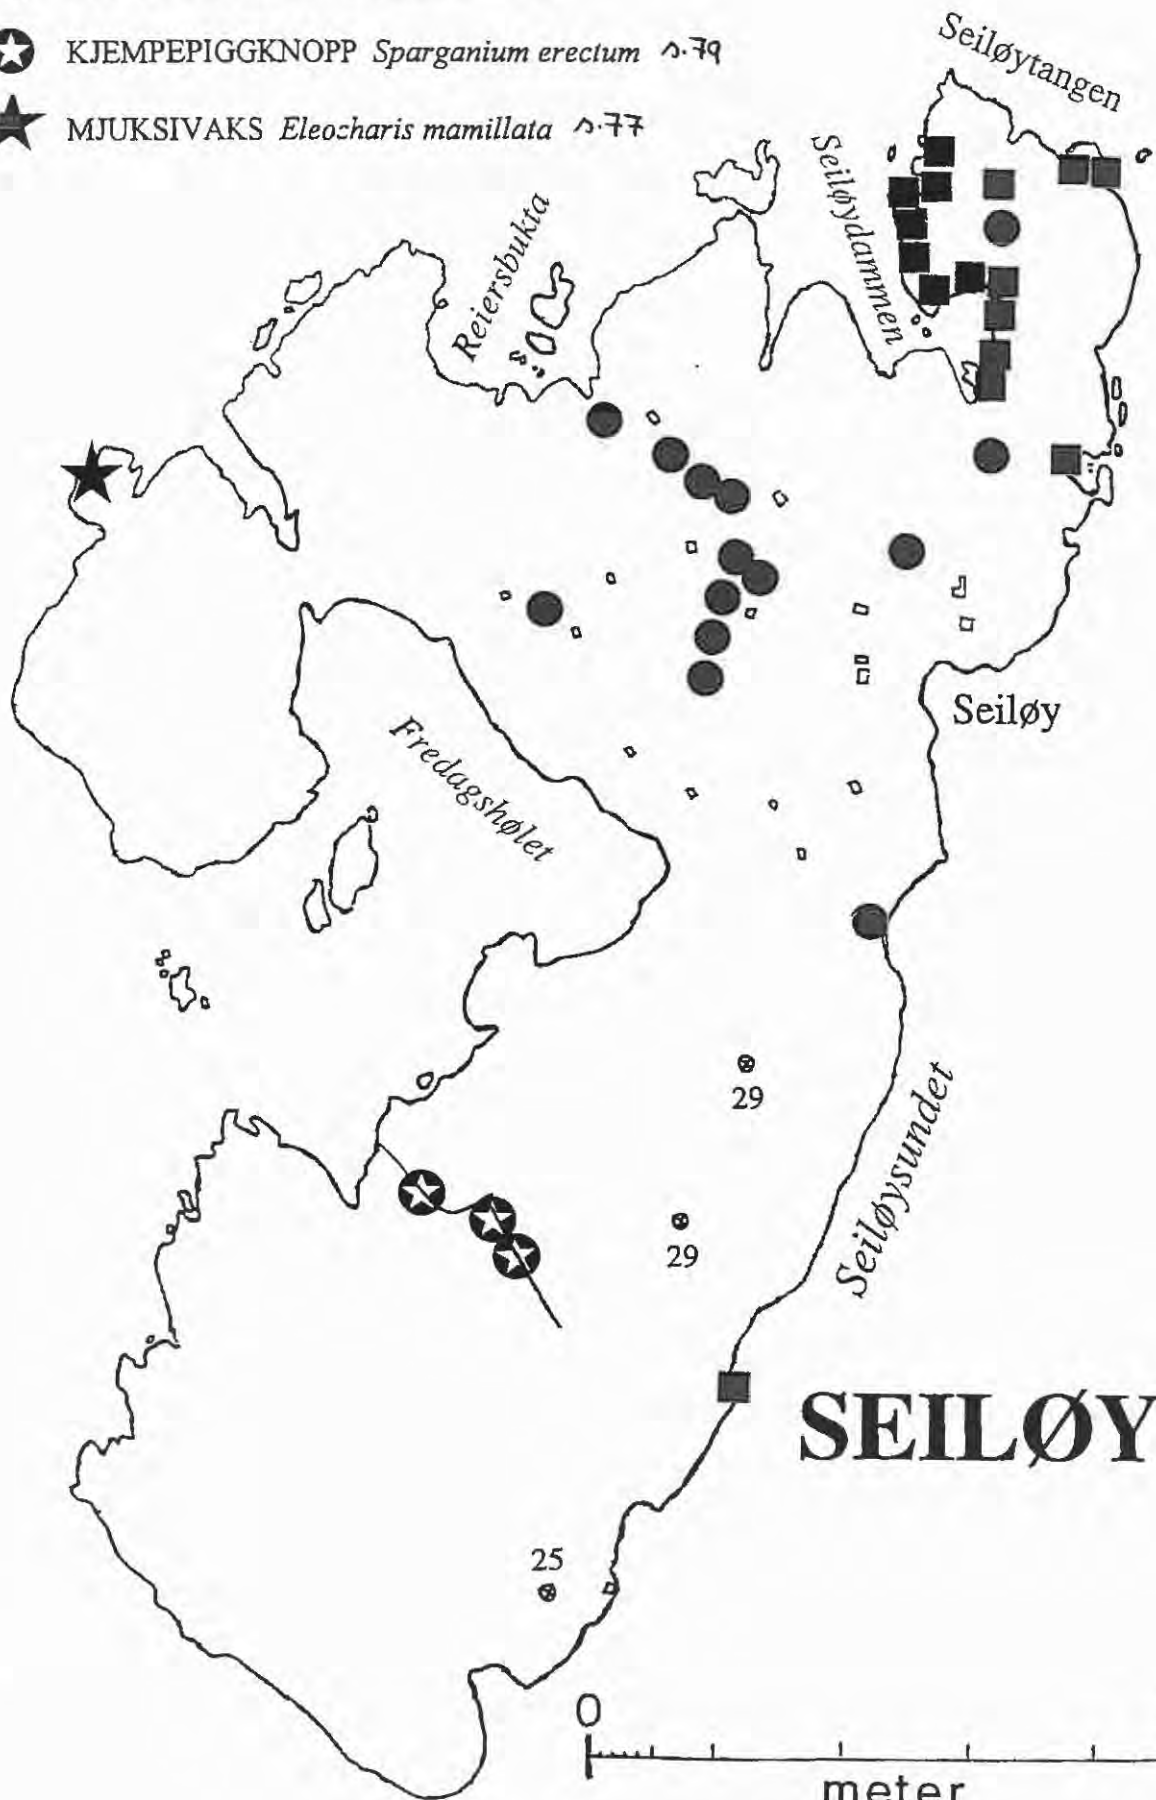 KJEMPEPIGGKNOPP Sparganium erectum s.79
MJUKSIVAKS Eleocharis mamillata s.77
Seiløytangen
Seiløydammen
Reiersbukta
Seiløy
Fredagshølet
29
Seiløysundet
29
SEILØY
25
0
meter